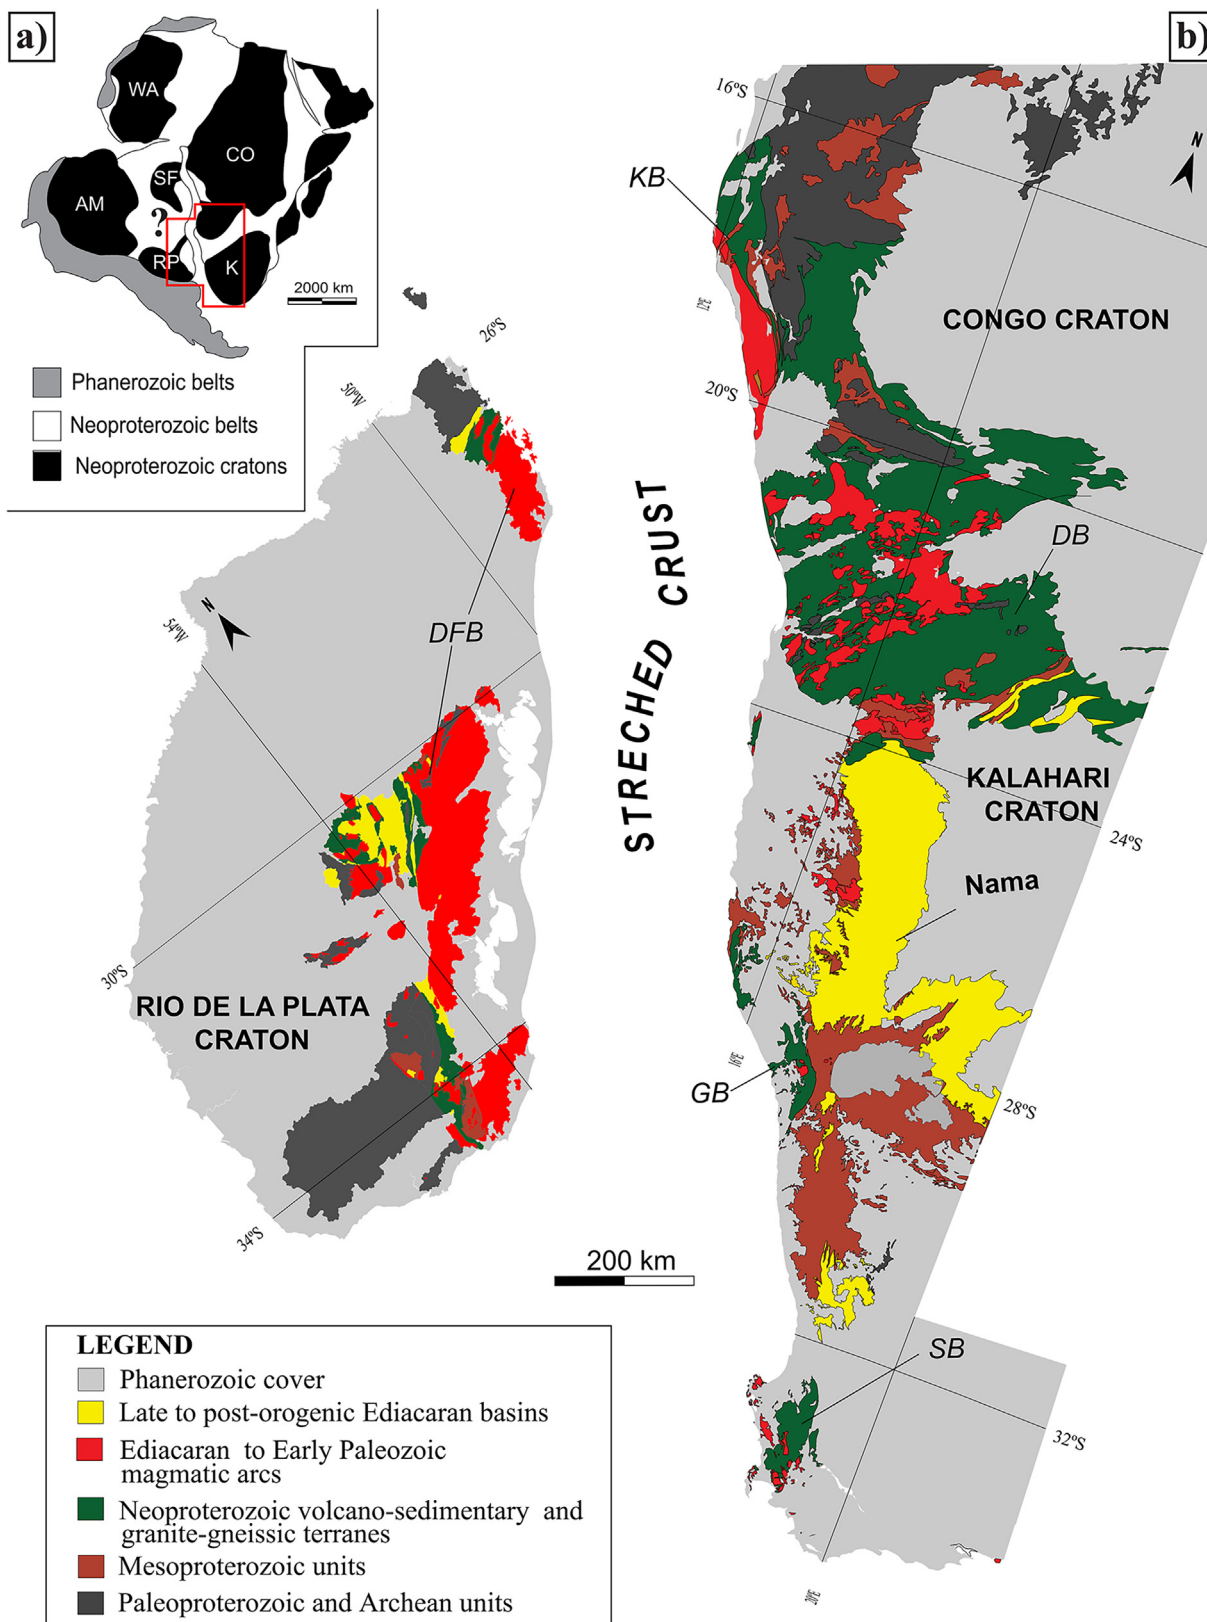 a)
WA
CO
SF
AM
?
RP
K
2000 km
Phanerozoic belts
Neoproterozoic belts
Neoproterozoic cratons
b)
16ºS
N
KB
12ºE
CONGO CRATON
20ºS
26ºS
50ºW
DB
STRECHED CRUST
N
54ºW
DFB
KALAHARI
CRATON
24ºS
Nama
30ºS
RIO DE LA PLATA
CRATON
16ºE
GB
28ºS
34ºS
200 km
SB
32ºS
20ºE
LEGEND
Phanerozoic cover
Late to post-orogenic Ediacaran basins
Ediacaran to Early Paleozoic
magmatic arcs
Neoproterozoic volcano-sedimentary and
granite-gneissic terranes
Mesoproterozoic units
Paleoproterozoic and Archean units